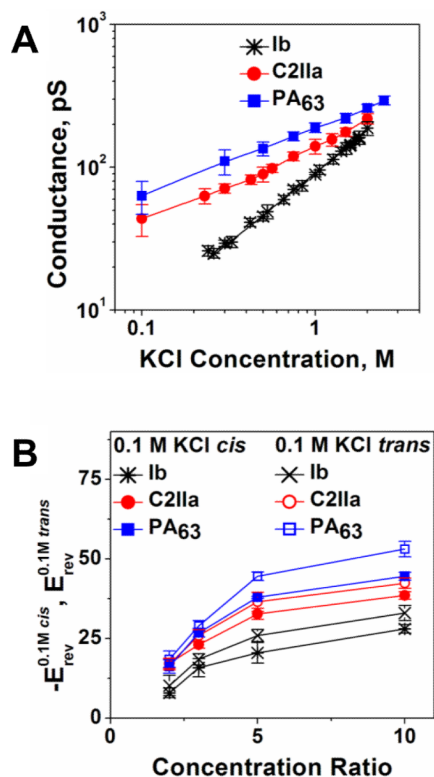 A
10³
10²
10¹
Conductance, pS
Ib
C2IIa
PA₆₃
0.1
1
KCl Concentration, M
B
0.1 M KCl cis
0.1 M KCl trans
Ib
Ib
C2IIa
C2IIa
PA₆₃
PA₆₃
75
50
25
0
-E_rev^0.1M cis, E_rev^0.1M trans
0
5
10
Concentration Ratio